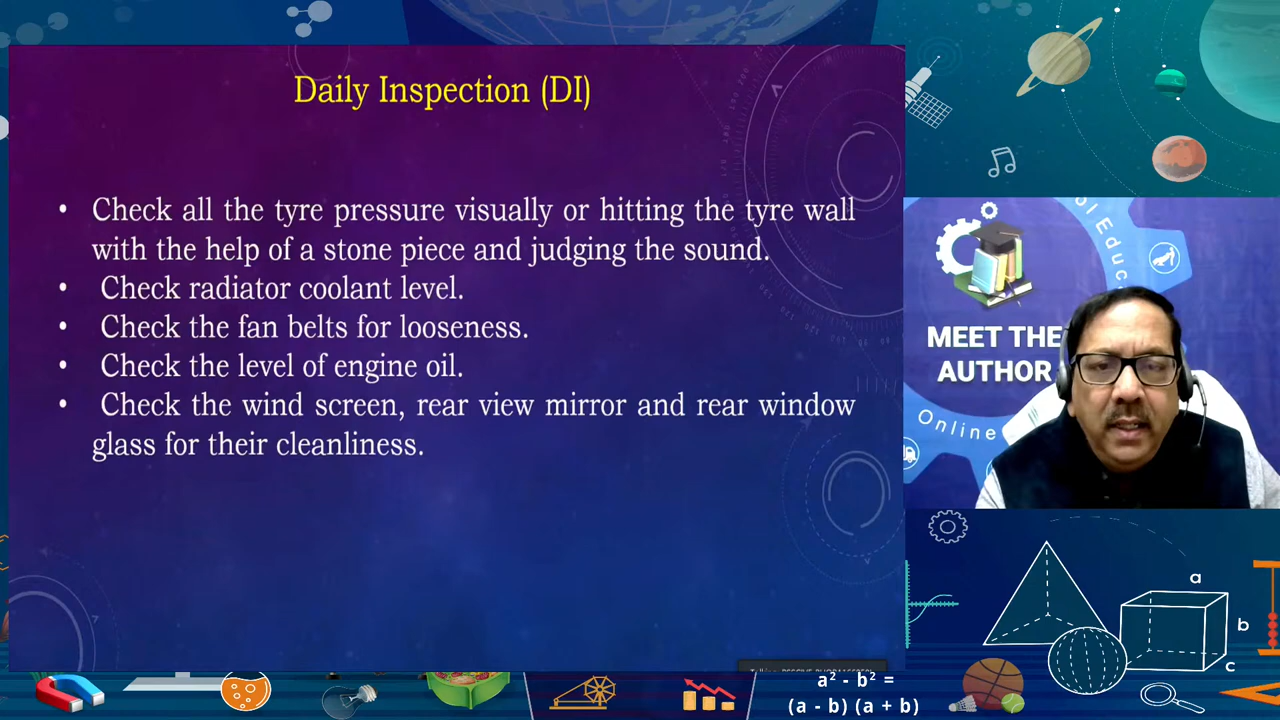 Daily Inspection (DI)
• Check all the tyre pressure visually or hitting the tyre wall
with the help of a stone piece and judging the sound.
• Check radiator coolant level.
• Check the fan belts for looseness.
• Check the level of engine oil.
• Check the wind screen, rear view mirror and rear window
glass for their cleanliness.
MEET THE
AUTHOR
Online
a
b
c
a² - b² =
(a - b) (a + b)